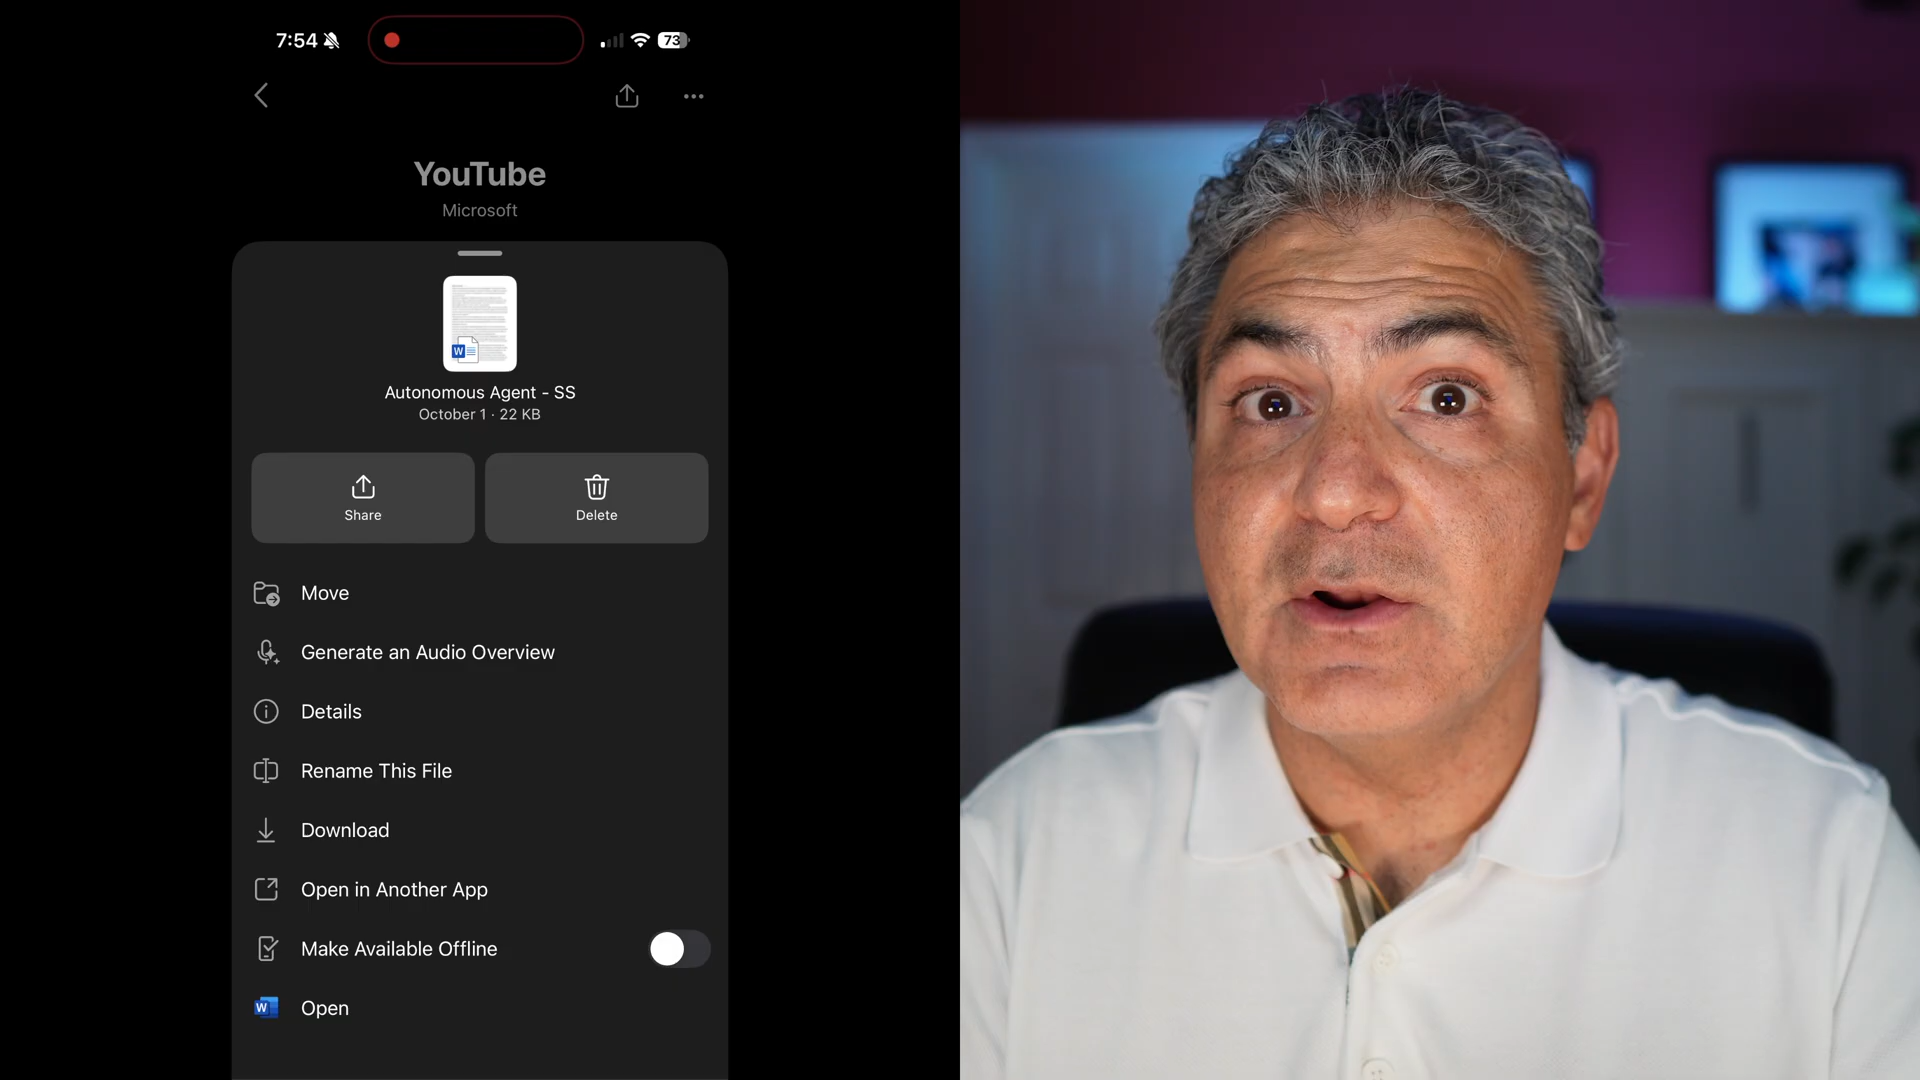 7:54
73
YouTube
Microsoft
W
Autonomous Agent - SS
October 1 · 22 KB
Share
Delete
Move
Generate an Audio Overview
Details
Rename This File
Download
Open in Another App
Make Available Offline
W
Open